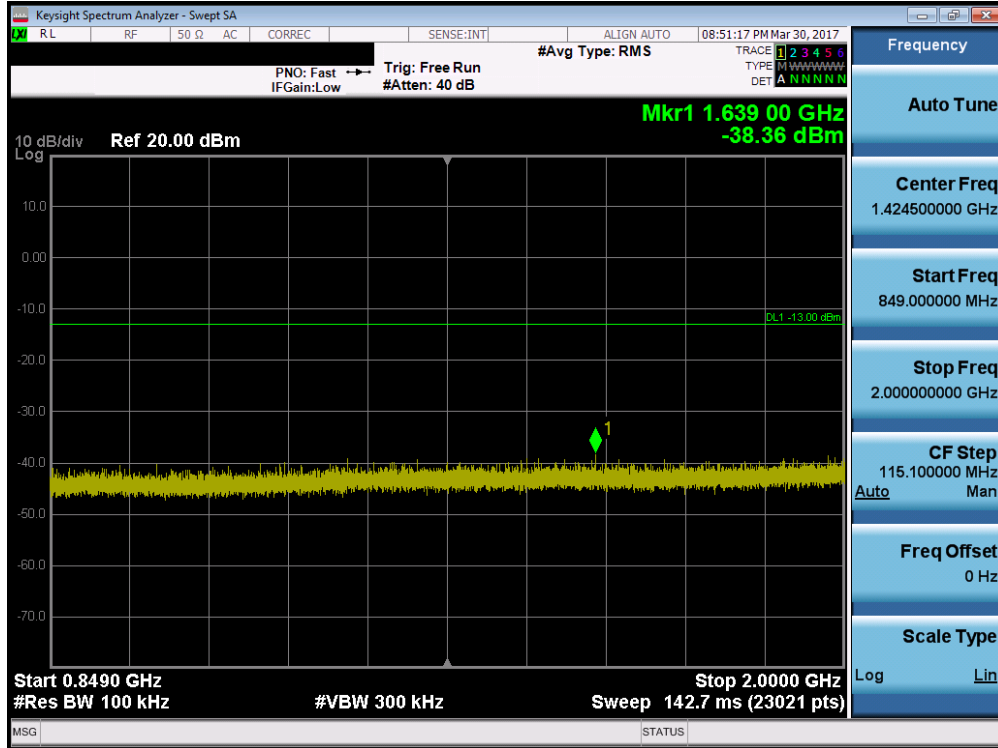 Keysight Spectrum Analyzer - Swept SA
LXI RL RF 50 Ω AC CORREC SENSE:INT ALIGN AUTO 08:51:17 PM Mar 30, 2017
#Avg Type: RMS TRACE 1 2 3 4 5 6
PNO: Fast Trig: Free Run TYPE M WWWWW
IFGain:Low #Atten: 40 dB DET A N N N N N
Mkr1 1.639 00 GHz
-38.36 dBm
10 dB/div Ref 20.00 dBm
Log
10.0
0.00
-10.0
DL1 -13.00 dBm
-20.0
-30.0
1
-40.0
-50.0
-60.0
-70.0
Start 0.8490 GHz Stop 2.0000 GHz
#Res BW 100 kHz #VBW 300 kHz Sweep 142.7 ms (23021 pts)
MSG STATUS
Frequency
Auto Tune
Center Freq
1.424500000 GHz
Start Freq
849.000000 MHz
Stop Freq
2.000000000 GHz
CF Step
115.100000 MHz
Auto Man
Freq Offset
0 Hz
Scale Type
Log Lin